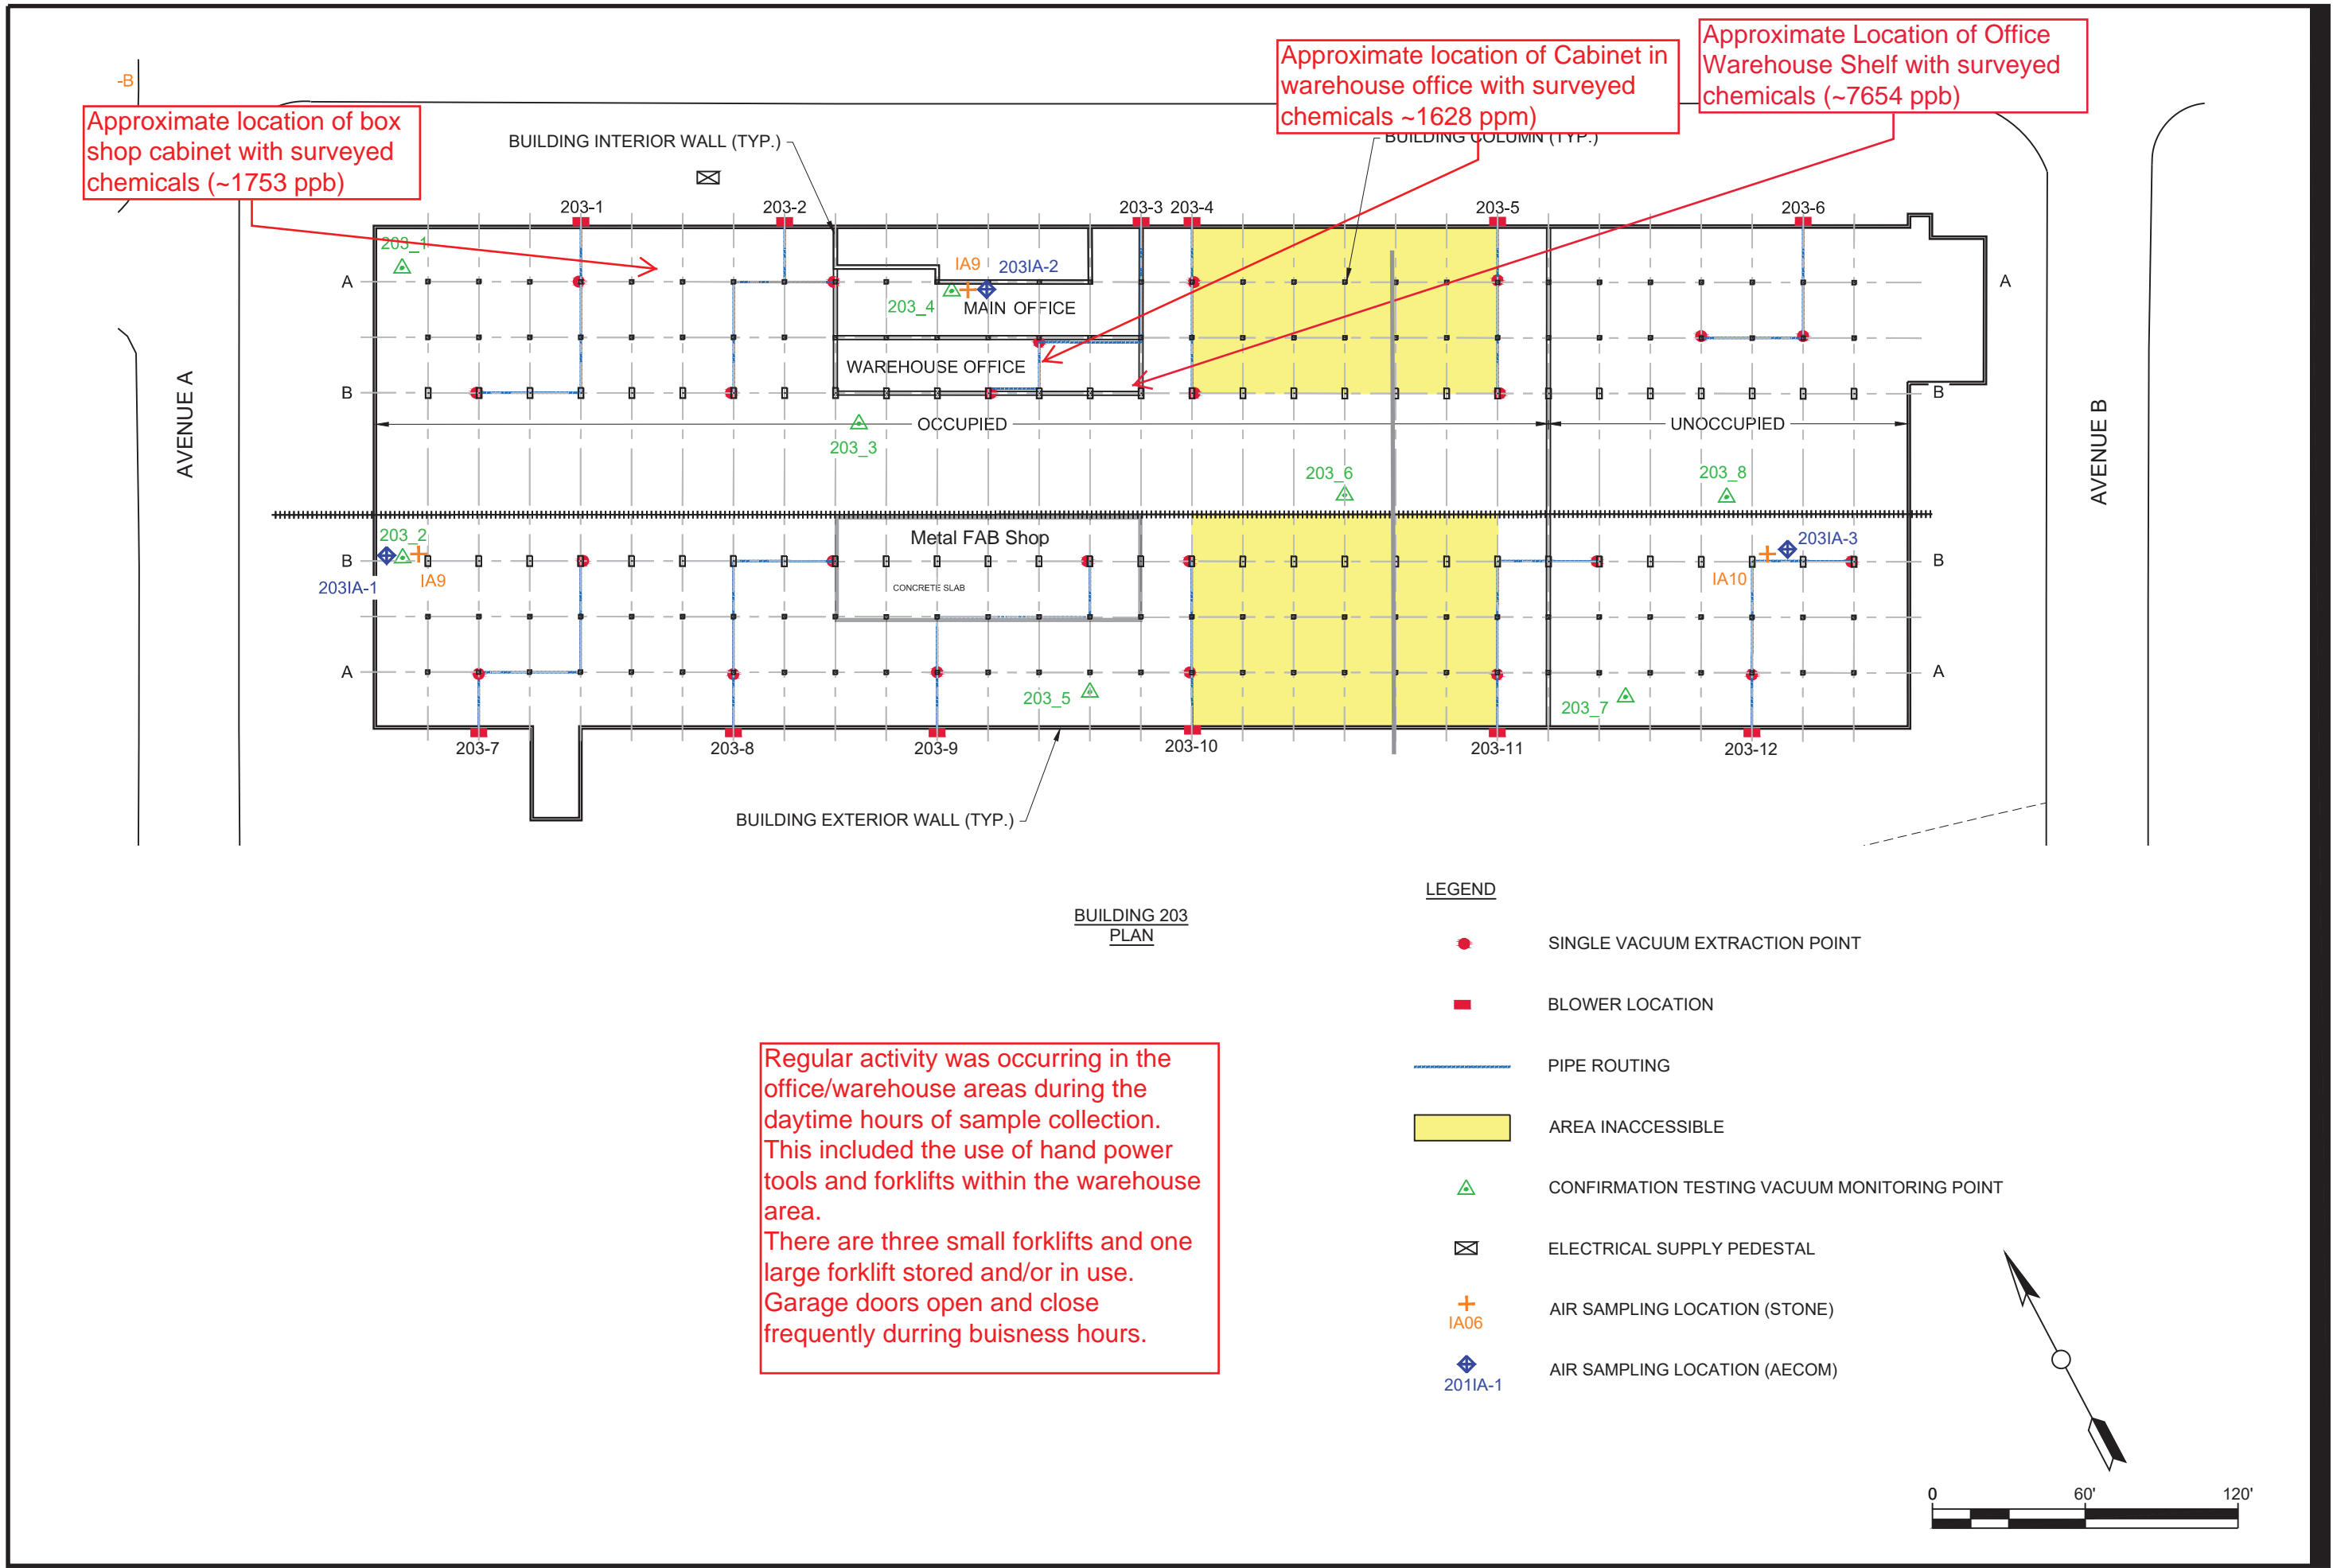 -B
Approximate location of box
shop cabinet with surveyed
chemicals (~1753 ppb)
Approximate location of Cabinet in
warehouse office with surveyed
chemicals ~1628 ppm)
Approximate Location of Office
Warehouse Shelf with surveyed
chemicals (~7654 ppb)
BUILDING INTERIOR WALL (TYP.)
BUILDING COLUMN (TYP.)
203-1
203-2
203-3
203-4
203-5
203-6
203_1
A
IA9
203IA-2
A
203_4
MAIN OFFICE
WAREHOUSE OFFICE
B
B
AVENUE A
OCCUPIED
UNOCCUPIED
AVENUE B
203_3
203_6
203_8
203_2
Metal FAB Shop
203IA-3
B
B
203IA-1
IA9
CONCRETE SLAB
IA10
A
A
203_5
203_7
203-7
203-8
203-9
203-10
203-11
203-12
BUILDING EXTERIOR WALL (TYP.)
BUILDING 203
PLAN
LEGEND
SINGLE VACUUM EXTRACTION POINT
BLOWER LOCATION
PIPE ROUTING
AREA INACCESSIBLE
CONFIRMATION TESTING VACUUM MONITORING POINT
ELECTRICAL SUPPLY PEDESTAL
AIR SAMPLING LOCATION (STONE)
IA06
AIR SAMPLING LOCATION (AECOM)
201IA-1
Regular activity was occurring in the
office/warehouse areas during the
daytime hours of sample collection.
This included the use of hand power
tools and forklifts within the warehouse
area.
There are three small forklifts and one
large forklift stored and/or in use.
Garage doors open and close
frequently durring buisness hours.
0
60'
120'